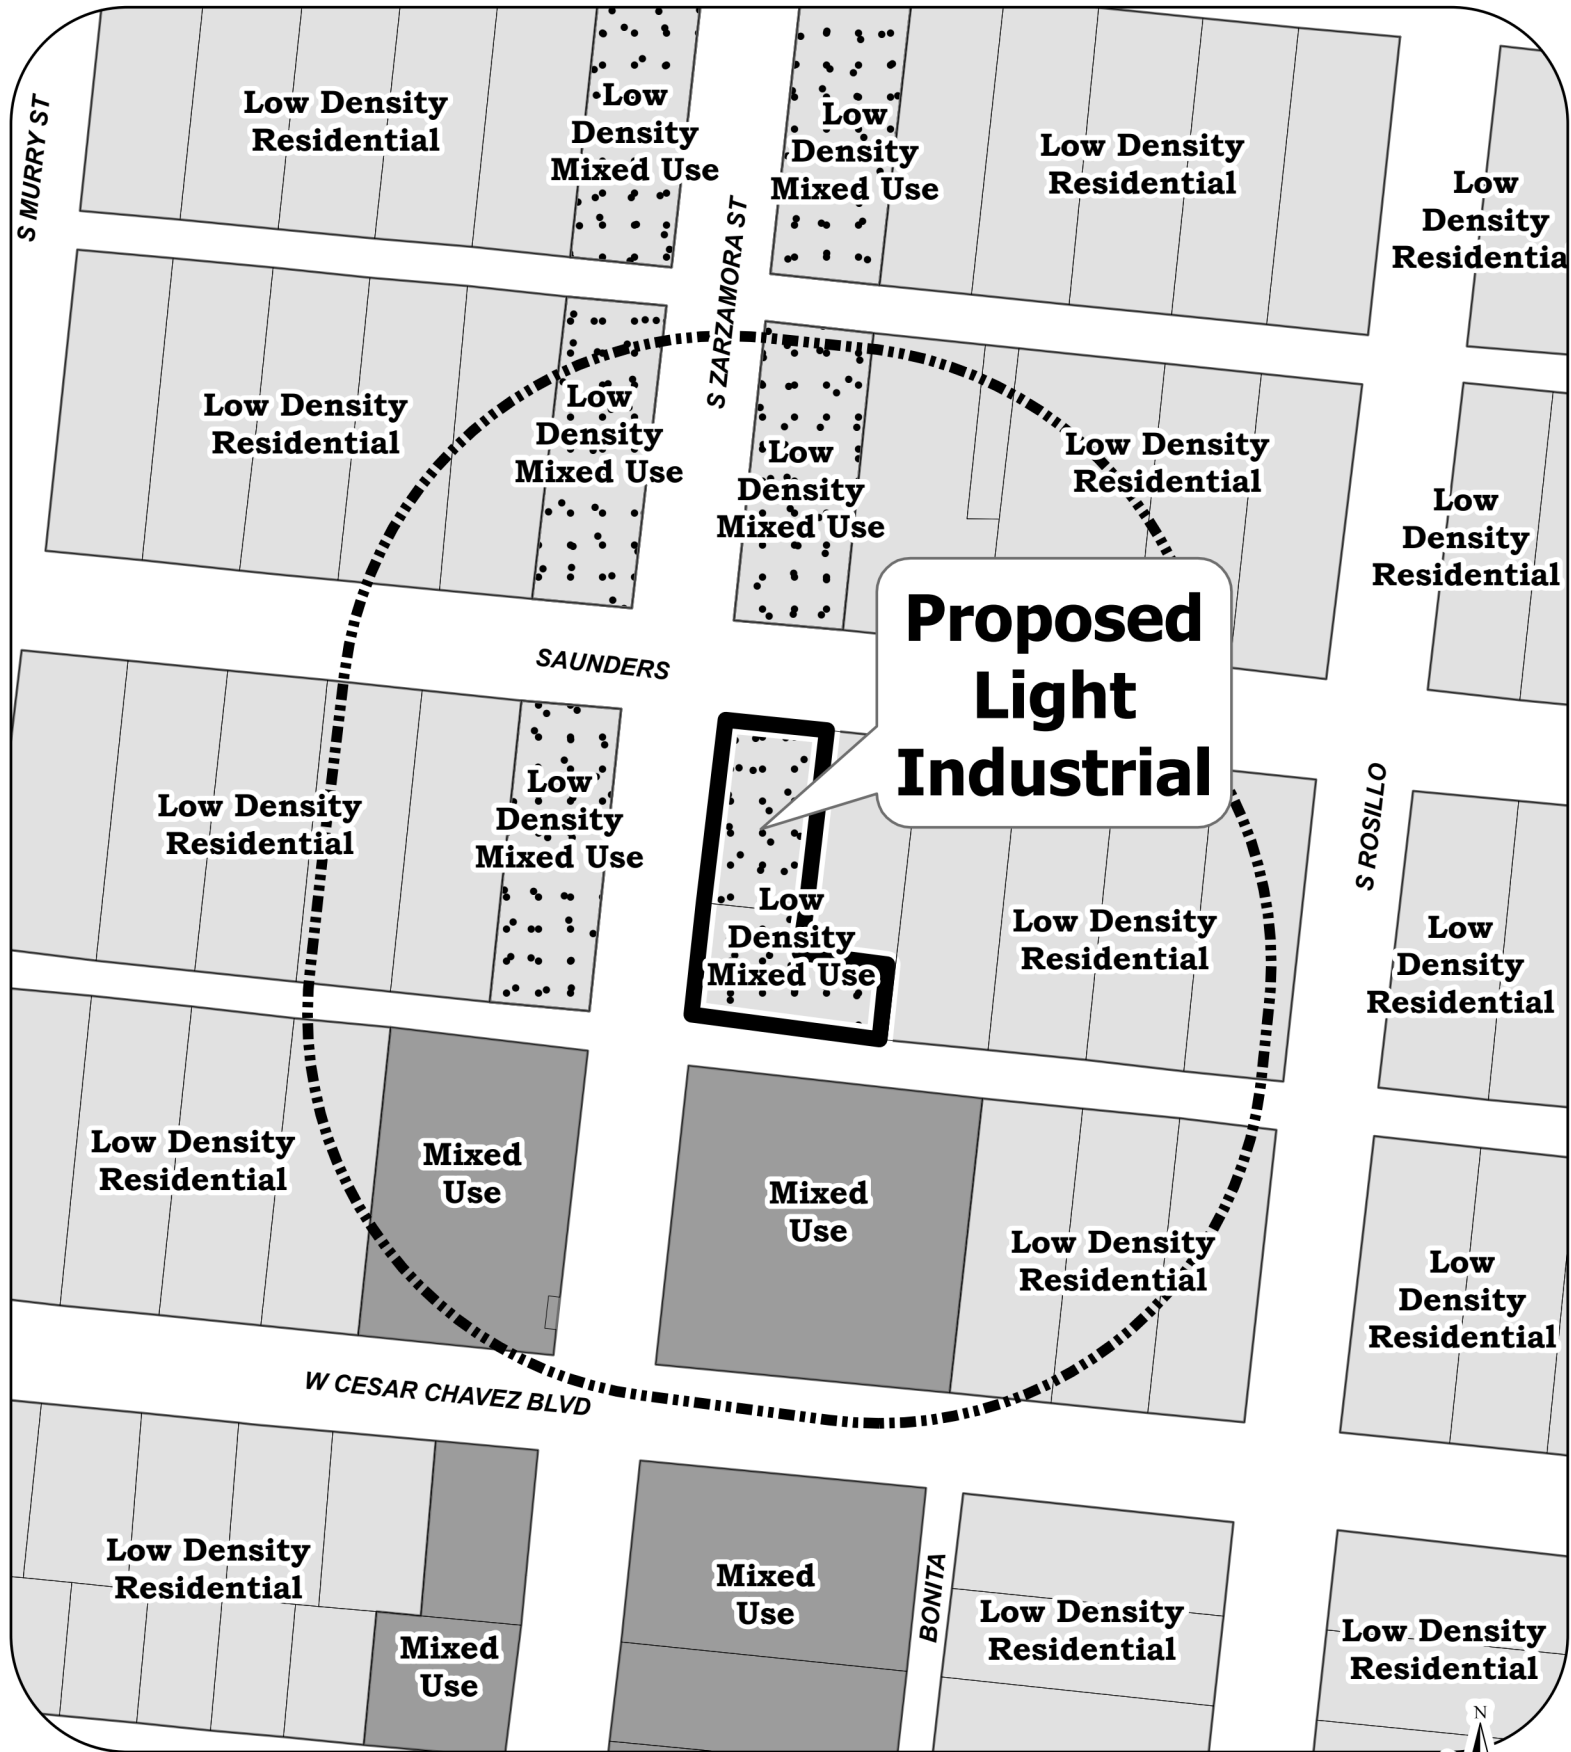 S MURRY ST
Low Density
Residential
Low
Density
Mixed Use
Low
Density
Mixed Use
Low Density
Residential
Low
Density
Residentia
S ZARZAMORA ST
Low Density
Residential
Low
Density
Mixed Use
Low
Density
Mixed Use
Low Density
Residential
Low
Density
Residential
SAUNDERS
Proposed
Light
Industrial
Low Density
Residential
Low
Density
Mixed Use
Low
Density
Mixed Use
Low Density
Residential
S ROSILLO
Low
Density
Residential
Low Density
Residential
Mixed
Use
Mixed
Use
Low Density
Residential
Low
Density
Residential
W CESAR CHAVEZ BLVD
Low Density
Residential
Mixed
Use
Mixed
Use
BONITA
Low Density
Residential
Low Density
Residential
N